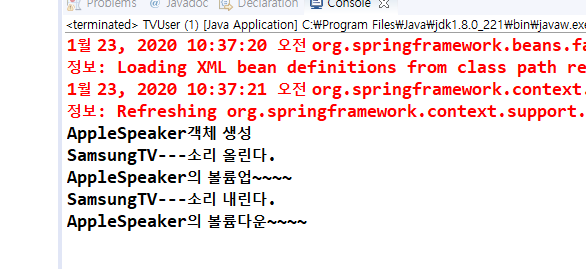 Problems @ Javadoc Declaration Console
<terminated> TVUser (1) [Java Application] C:₩Program Files₩Java₩jdk1.8.0_221₩bin₩javaw.ex
1월 23, 2020 10:37:20 오전 org.springframework.beans.fa
정보: Loading XML bean definitions from class path re
1월 23, 2020 10:37:21 오전 org.springframework.context.
정보: Refreshing org.springframework.context.support.
AppleSpeaker객체 생성
SamsungTV---소리 올린다.
AppleSpeaker의 볼륨업~~~~
SamsungTV---소리 내린다.
AppleSpeaker의 볼륨다운~~~~